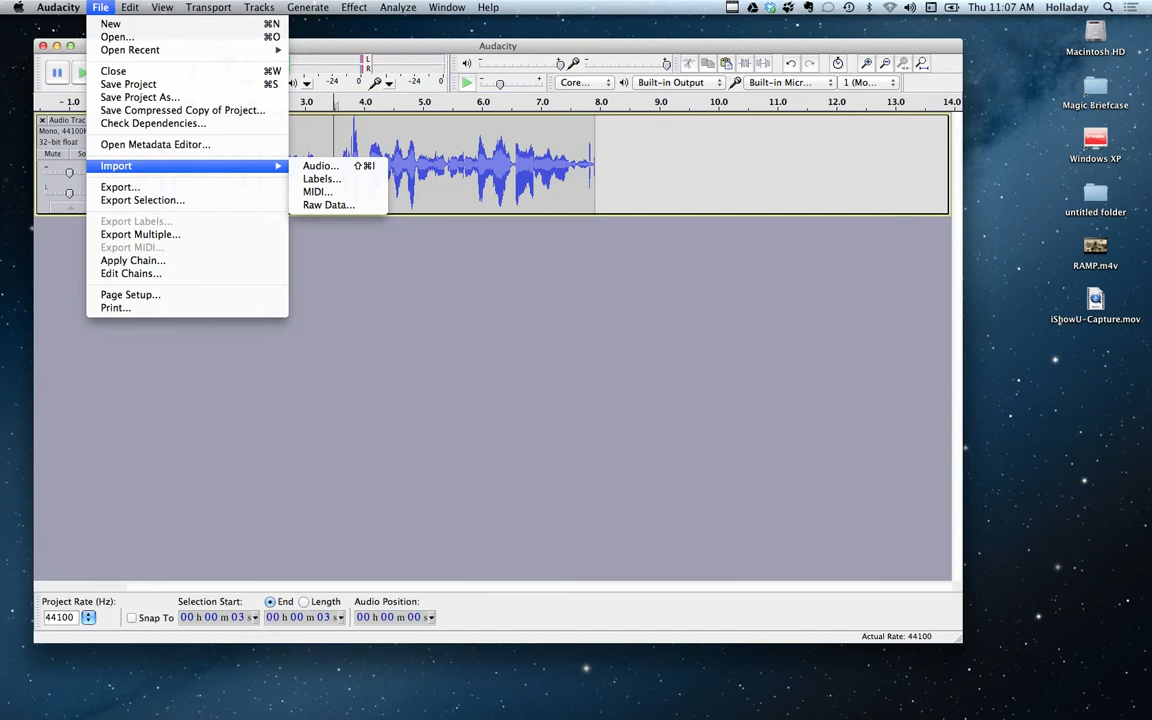 Audacity File Edit View Transport Tracks Generate Effect Analyze Window Help Thu 11:07 AM Holladay
New ⌘N
Open... ⌘O
Open Recent
Close ⌘W
Save Project ⌘S
Save Project As...
Save Compressed Copy of Project...
Check Dependencies...
Open Metadata Editor...
Import
Export...
Export Selection...
Export Labels...
Export Multiple...
Export MIDI...
Apply Chain...
Edit Chains...
Page Setup...
Print...
Audio... ⇧⌘I
Labels...
MIDI...
Raw Data...
Audacity
L
R
-24 0 -24 0
Core... Built-in Output Built-in Micr... 1 (Mo...
- 1.0 3.0 4.0 5.0 6.0 7.0 8.0 9.0 10.0 11.0 12.0 13.0 14.0
Audio Trac
Mono, 44100H
32-bit float
Mute So
- 
L
Project Rate (Hz):
44100
Snap To
Selection Start:
00 h 00 m 03 s
End Length
00 h 00 m 03 s
Audio Position:
00 h 00 m 00 s
Actual Rate: 44100
Macintosh HD
Magic Briefcase
Windows XP
untitled folder
RAMP.m4v
iShowU-Capture.mov